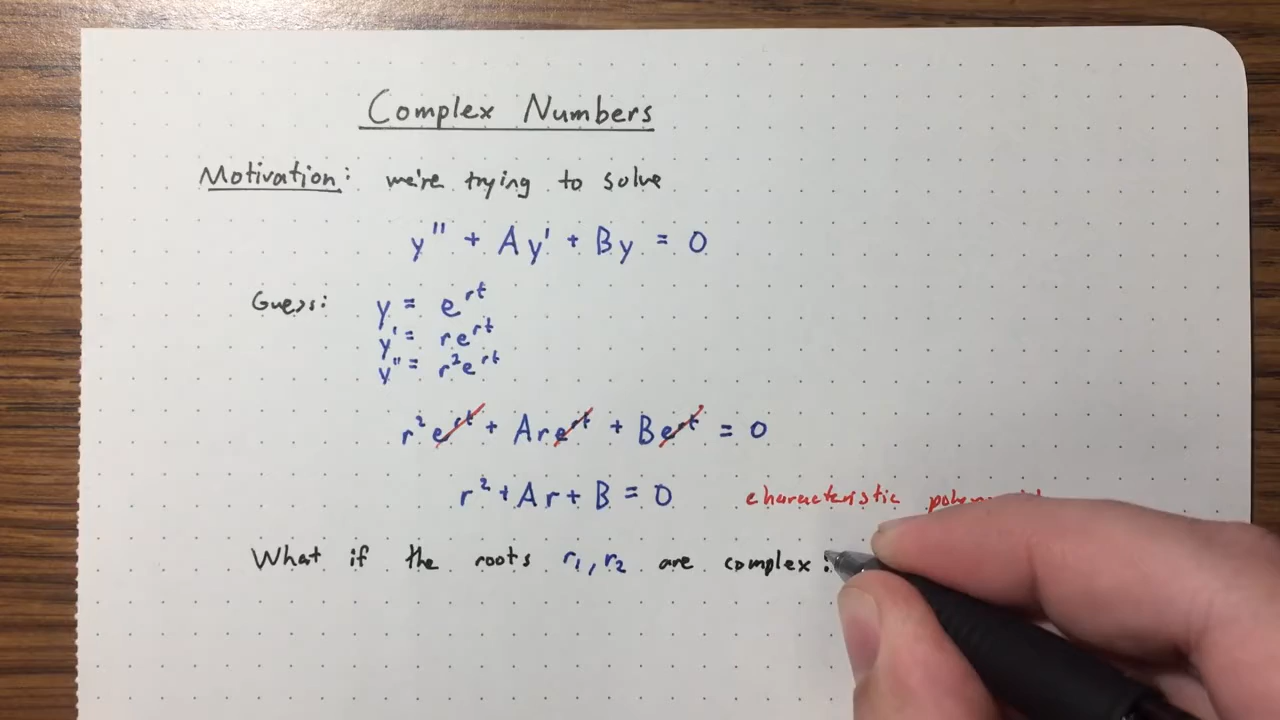 Complex Numbers
Motivation: we're trying to solve
y'' + Ay' + By = 0
Guess: y = e^rt
y' = re^rt
y'' = r²e^rt
r²e^rt + Are^rt + Be^rt = 0
r² + Ar + B = 0 characteristic
What if the roots r₁, r₂ are complex: